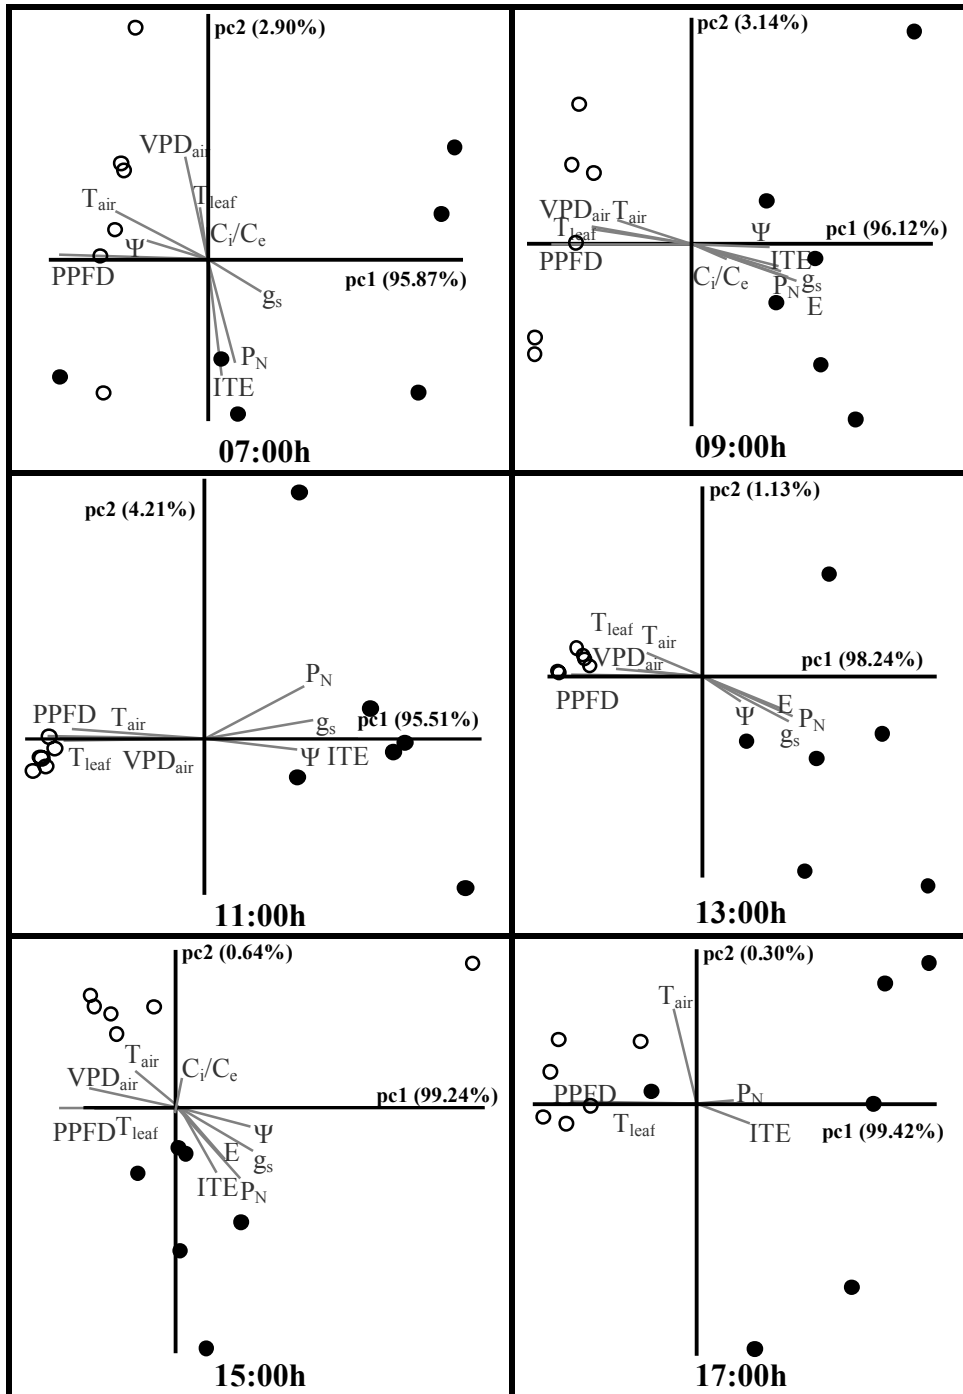 pc2 (2.90%)
VPDair
Tair
Tleaf
Ψ
Ci/Ce
PPFD
pc1 (95.87%)
gs
PN
ITE
07:00h
pc2 (3.14%)
VPDair
Tair
Tleaf
Ψ
pc1 (96.12%)
PPFD
Ci/Ce
ITE
PN
gs
E
09:00h
pc2 (4.21%)
PN
PPFD
Tair
gs
pc1 (95.51%)
Tleaf
VPDair
Ψ ITE
11:00h
pc2 (1.13%)
Tleaf
Tair
VPDair
pc1 (98.24%)
PPFD
Ψ
E
PN
gs
13:00h
pc2 (0.64%)
Tair
Ci/Ce
VPDair
pc1 (99.24%)
PPFD
Tleaf
Ψ
E
gs
ITE
PN
15:00h
pc2 (0.30%)
Tair
PPFD
PN
Tleaf
ITE
pc1 (99.42%)
17:00h